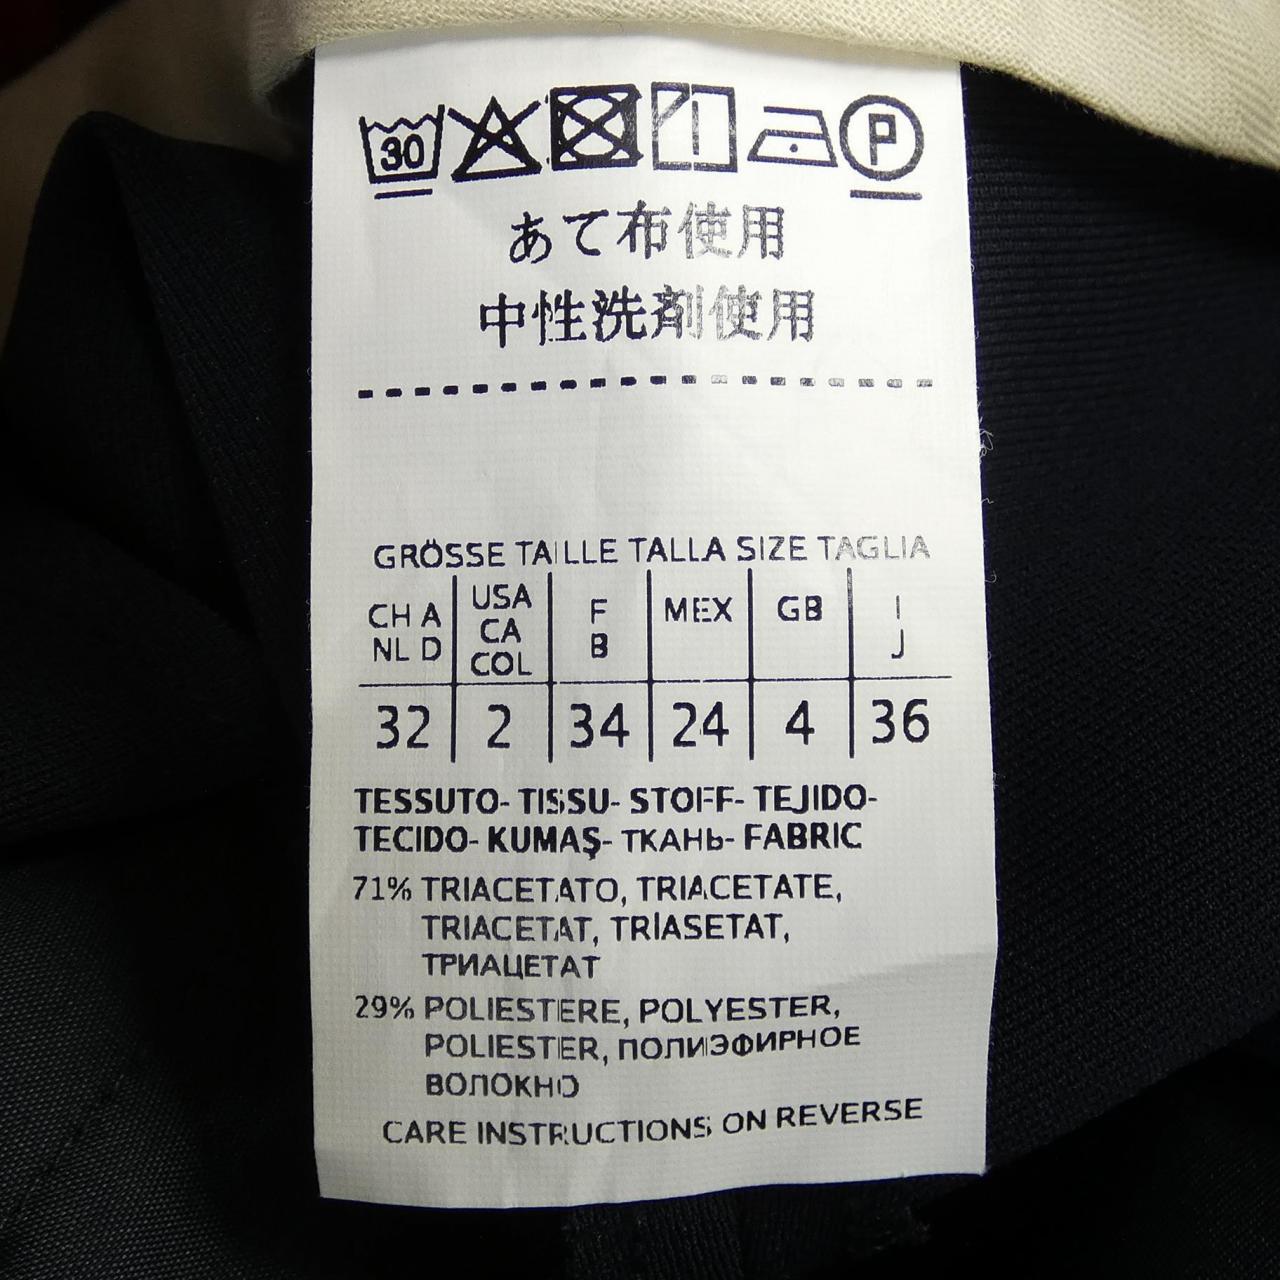 30 P
あて布使用
中性洗剤使用
GRÖSSE TAILLE TALLA SIZE TAGLIA
CH A NL D USA CA COL F B MEX GB I J
32 2 34 24 4 36
TESSUTO- TISSU- STOFF- TEJIDO-
TECIDO- KUMAŞ- ТКАНЬ- FABRIC
71% TRIACETATO, TRIACETATE,
TRIACETAT, TRİASETAT,
ТРИАЦЕТАТ
29% POLIESTERE, POLYESTER,
POLIESTER, ПОЛИЭФИРНОЕ
ВОЛОКНО
CARE INSTRUCTIONS ON REVERSE